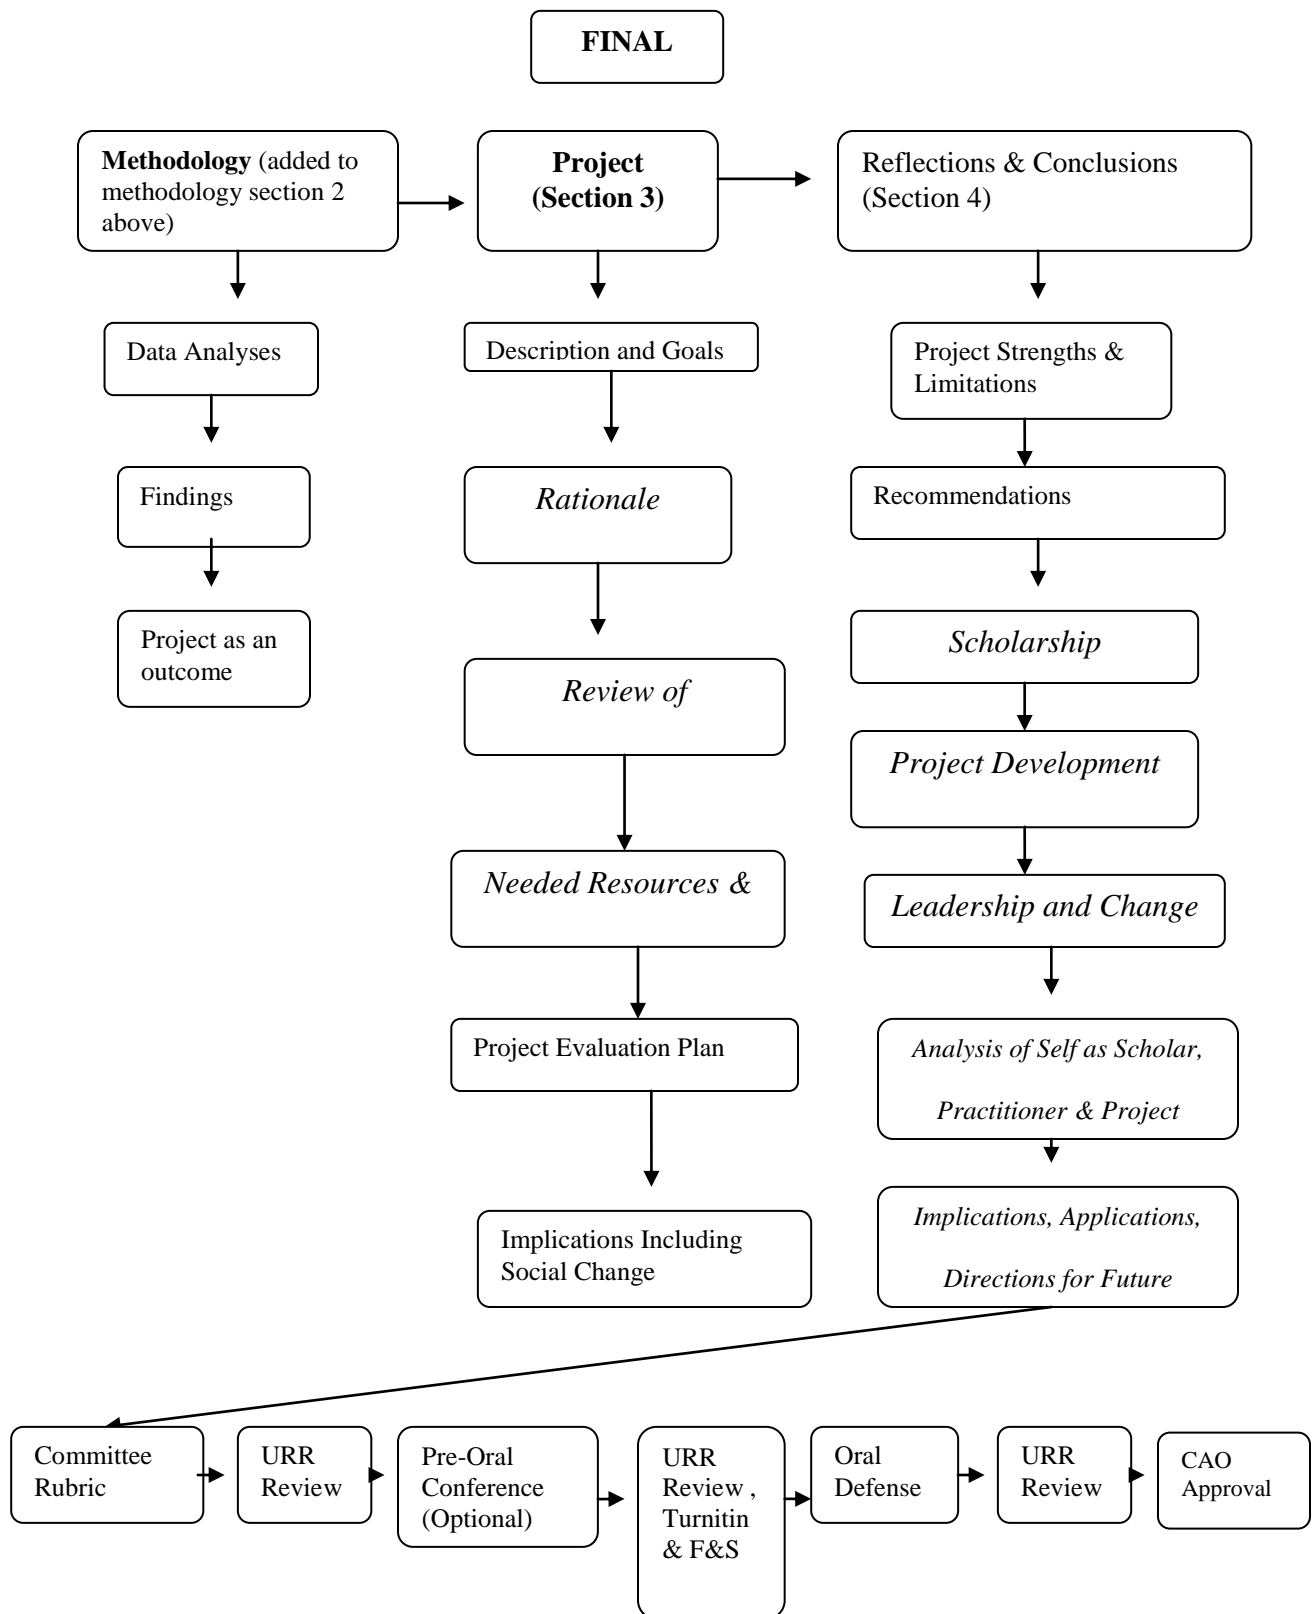 FINAL
Methodology (added to
methodology section 2
above)
Project
(Section 3)
Reflections & Conclusions
(Section 4)
Data Analyses
Findings
Project as an
outcome
Description and Goals
Rationale
Review of
Needed Resources &
Project Evaluation Plan
Implications Including
Social Change
Project Strengths &
Limitations
Recommendations
Scholarship
Project Development
Leadership and Change
Analysis of Self as Scholar,
Practitioner & Project
Implications, Applications,
Directions for Future
Committee
Rubric
URR
Review
Pre-Oral
Conference
(Optional)
URR
Review ,
Turnitin
& F&S
Oral
Defense
URR
Review
CAO
Approval